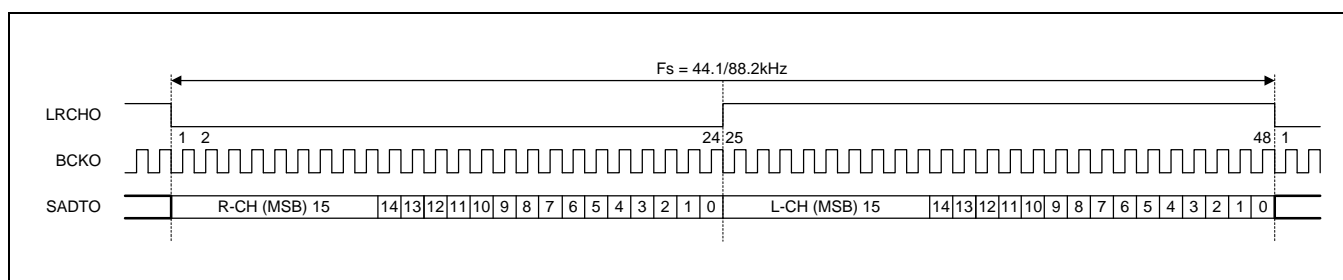 Fs = 44.1/88.2kHz
LRCHO
1 2 24 25 48 1
BCKO
SADTO R-CH (MSB) 15 14 13 12 11 10 9 8 7 6 5 4 3 2 1 0 L-CH (MSB) 15 14 13 12 11 10 9 8 7 6 5 4 3 2 1 0